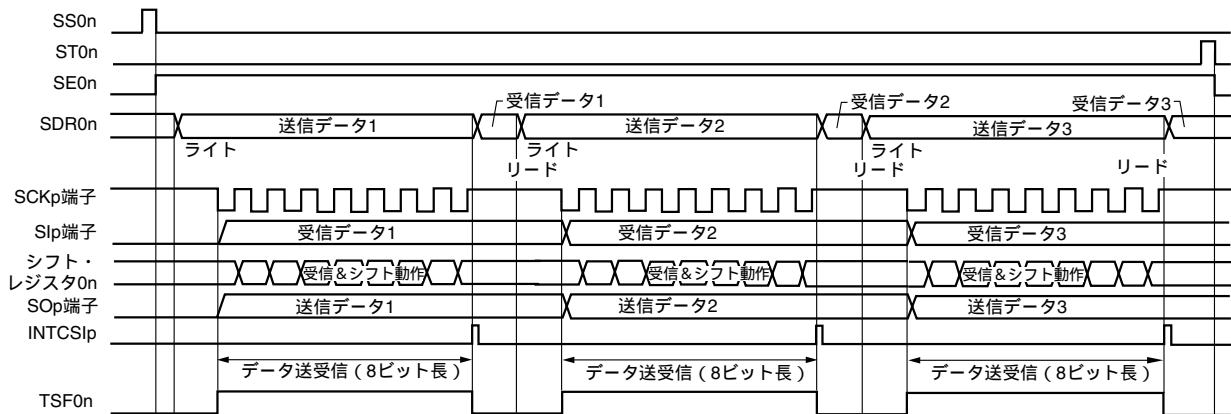 SS0n
ST0n
SE0n
受信データ1 受信データ2 受信データ3
SDR0n 送信データ1 送信データ2 送信データ3
ライト ライト ライト
リード リード リード
SCKp端子
SIp端子 受信データ1 受信データ2 受信データ3
シフト・
レジスタ0n 受信&シフト動作 受信&シフト動作 受信&シフト動作
SOp端子 送信データ1 送信データ2 送信データ3
INTCSIp
データ送受信(8ビット長) データ送受信(8ビット長) データ送受信(8ビット長)
TSF0n